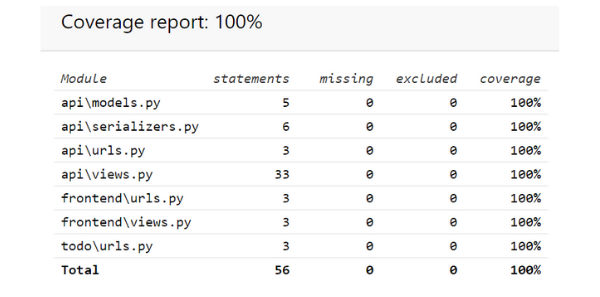 Coverage report: 100%
Module statements missing excluded coverage
api\models.py 5 0 0 100%
api\serializers.py 6 0 0 100%
api\urls.py 3 0 0 100%
api\views.py 33 0 0 100%
frontend\urls.py 3 0 0 100%
frontend\views.py 3 0 0 100%
todo\urls.py 3 0 0 100%
Total 56 0 0 100%